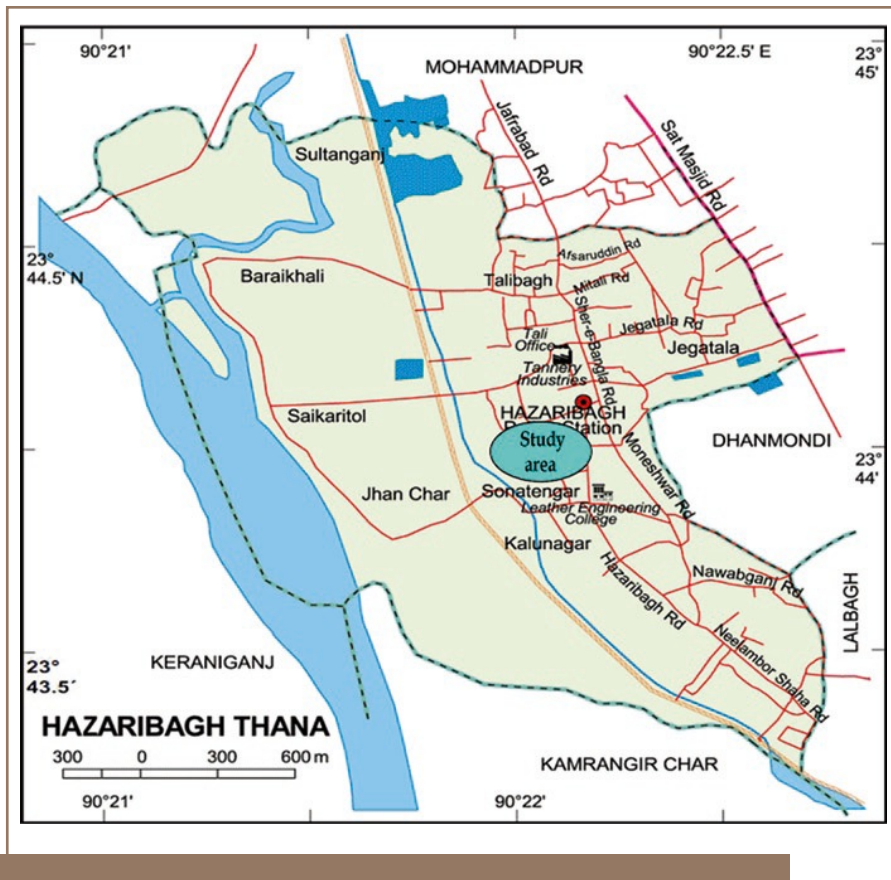 90°21'
90°22.5' E
23°
45'
MOHAMMADPUR
Jafrabad Rd
Sat Masjid Rd
Sultanganj
23°
44.5' N
Afsaruddin Rd
Baraikhali
Talibagh
Mitali Rd
Sher-e-Bangla Rd
Jegatala Rd
Tali
Office
Jegatala
Tannery
Industries
Saikaritol
HAZARIBAGH
Station
Study
area
Moneshwar Rd
DHANMONDI
23°
44'
Jhan Char
Sonatengar
Leather Engineering
College
Kalunagar
Hazaribagh Rd
Nawabganj Rd
LALBAGH
Neelambor Shaha Rd
KERANIGANJ
23°
43.5´
HAZARIBAGH THANA
300 0 300 600 m
KAMRANGIR CHAR
90°21'
90°22'